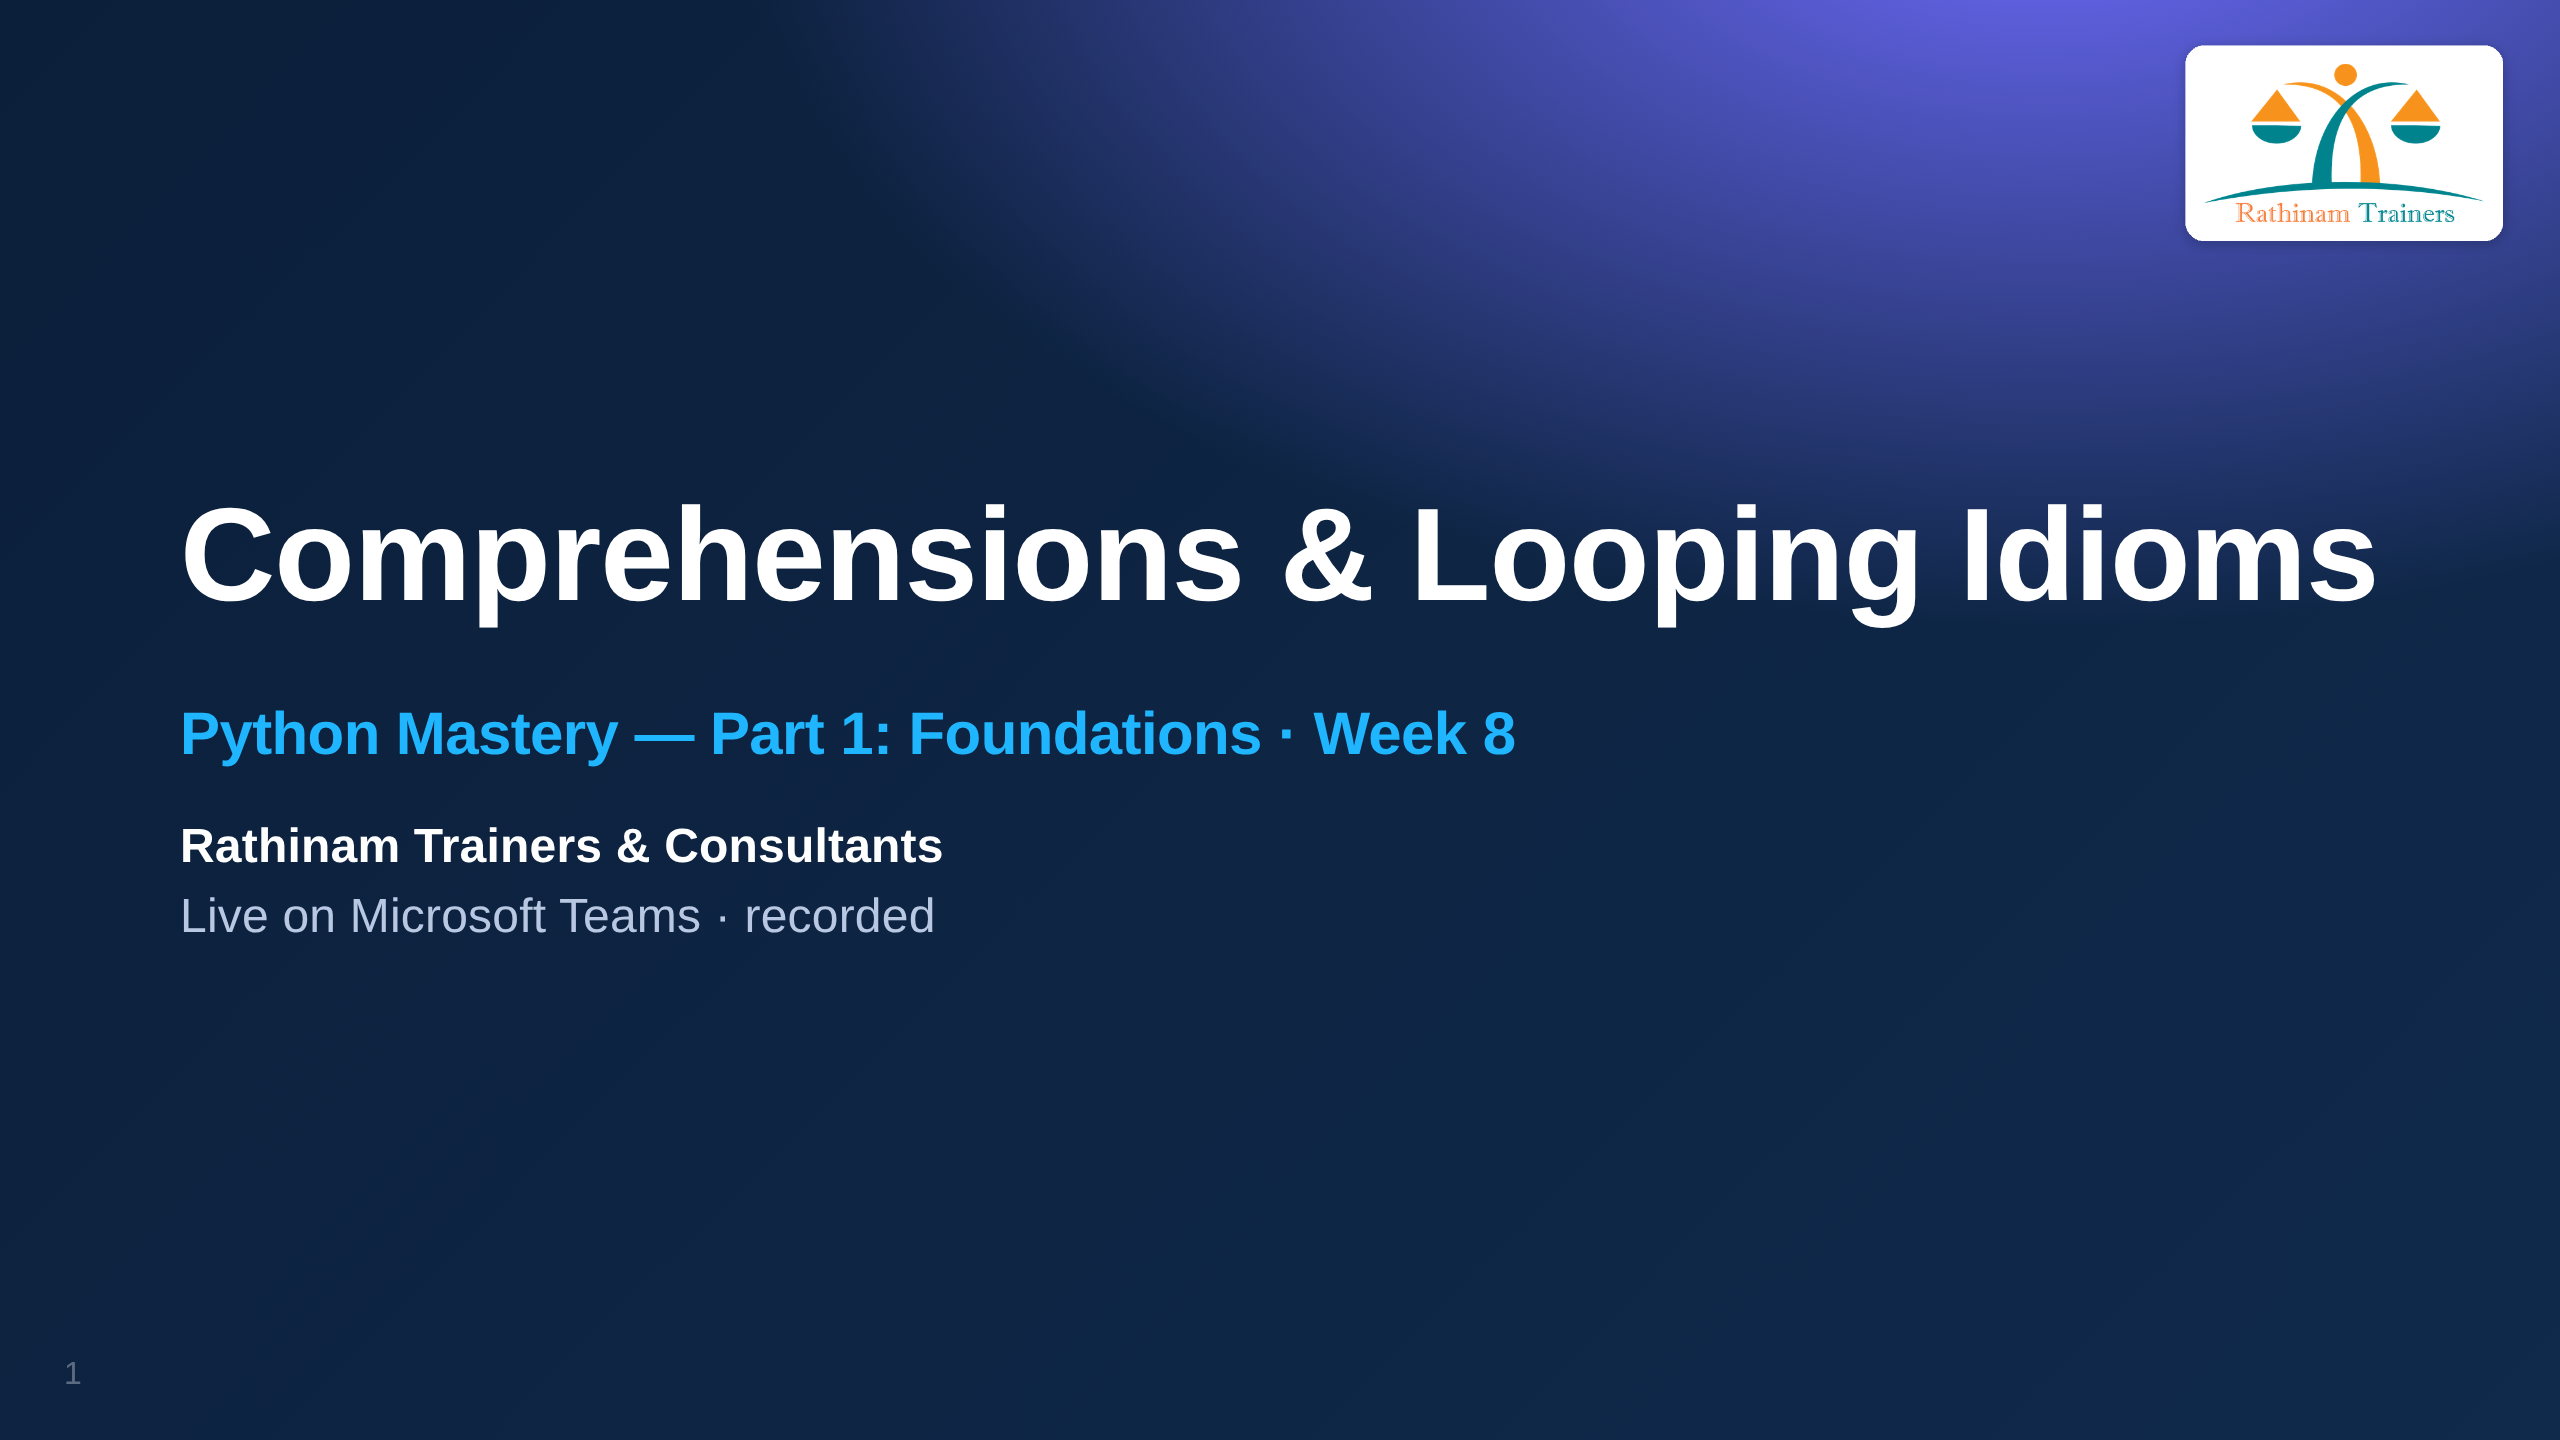 Rathinam Trainers
Comprehensions & Looping Idioms
Python Mastery — Part 1: Foundations · Week 8
Rathinam Trainers & Consultants
Live on Microsoft Teams · recorded
1